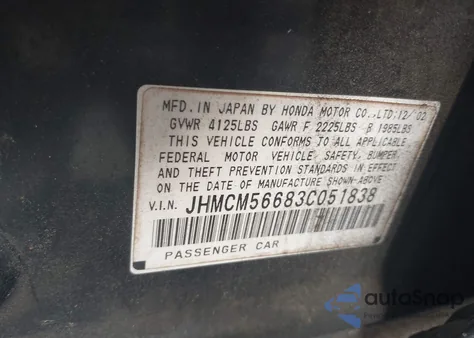 MFD. IN JAPAN BY HONDA MOTOR CO.,LTD. 12/02
GVWR 4125LBS GAWR F 2225LBS R 1985LBS
THIS VEHICLE CONFORMS TO ALL APPLICABLE
FEDERAL MOTOR VEHICLE SAFETY, BUMPER,
AND THEFT PREVENTION STANDARDS IN EFFECT
ON THE DATE OF MANUFACTURE SHOWN ABOVE
V.I.N. JHMCM56683C051838
PASSENGER CAR
autoSnap